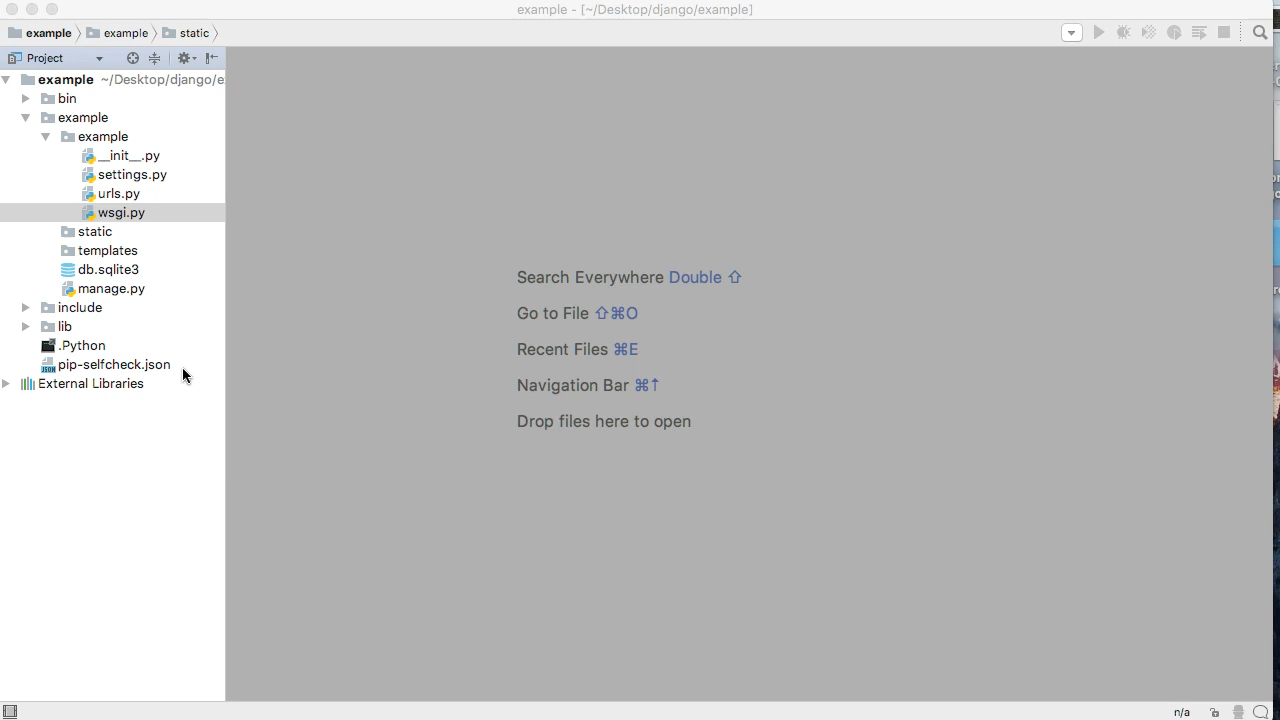 example - [~/Desktop/django/example]
example
example
static
Project
example ~/Desktop/django/e
bin
example
example
__init__.py
settings.py
urls.py
wsgi.py
static
templates
db.sqlite3
manage.py
include
lib
.Python
pip-selfcheck.json
External Libraries
Search Everywhere Double ⇧
Go to File ⇧⌘O
Recent Files ⌘E
Navigation Bar ⌘↑
Drop files here to open
n/a